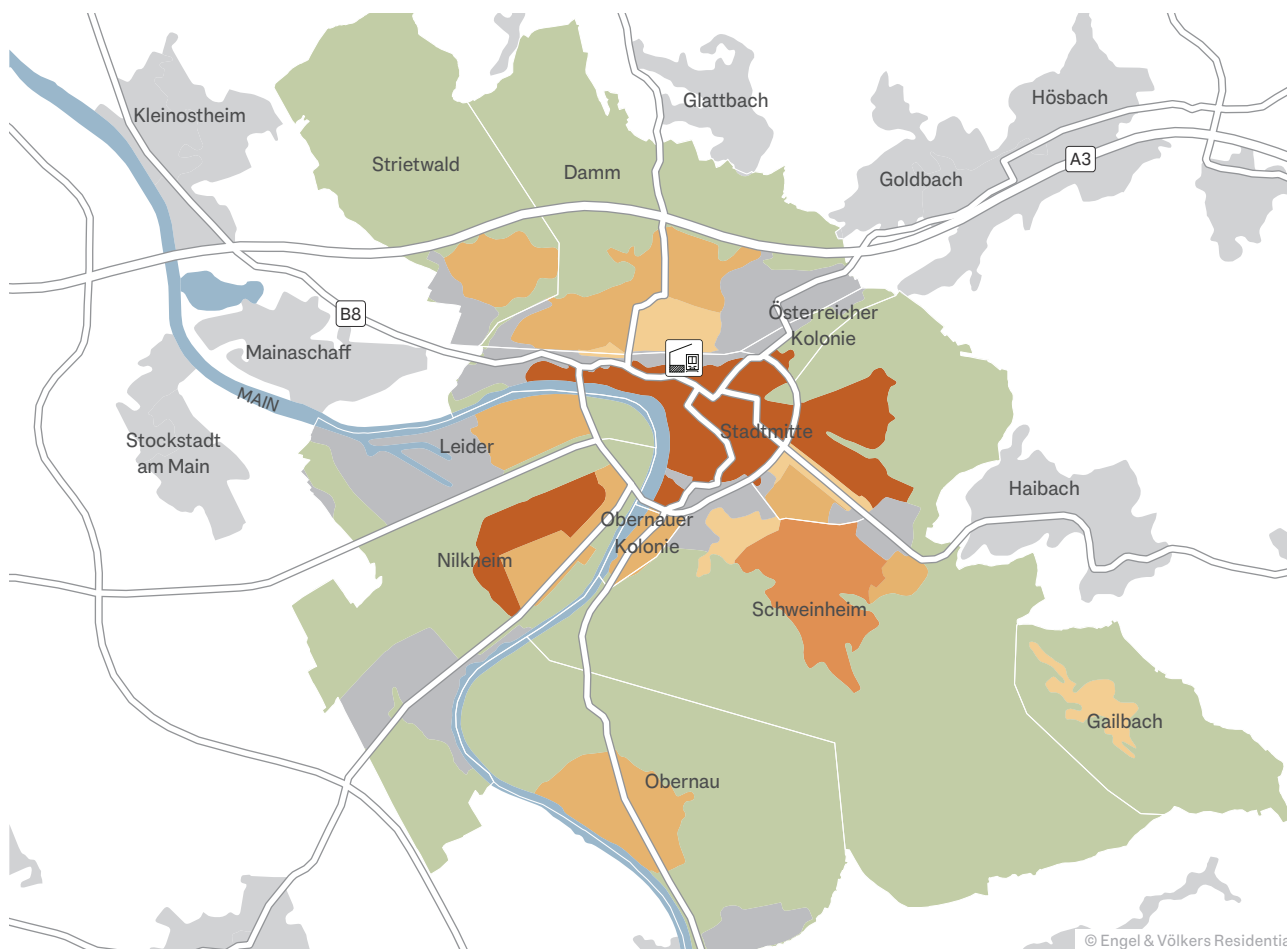 Kleinostheim
Glattbach
Hösbach
Strietwald
Damm
Goldbach
A3
B8
Österreicher
Kolonie
Mainaschaff
MAIN
Stadtmitte
Stockstadt
am Main
Leider
Haibach
Obernauer
Kolonie
Nilkheim
Schweinheim
Gailbach
Obernau
© Engel & Völkers Residentia